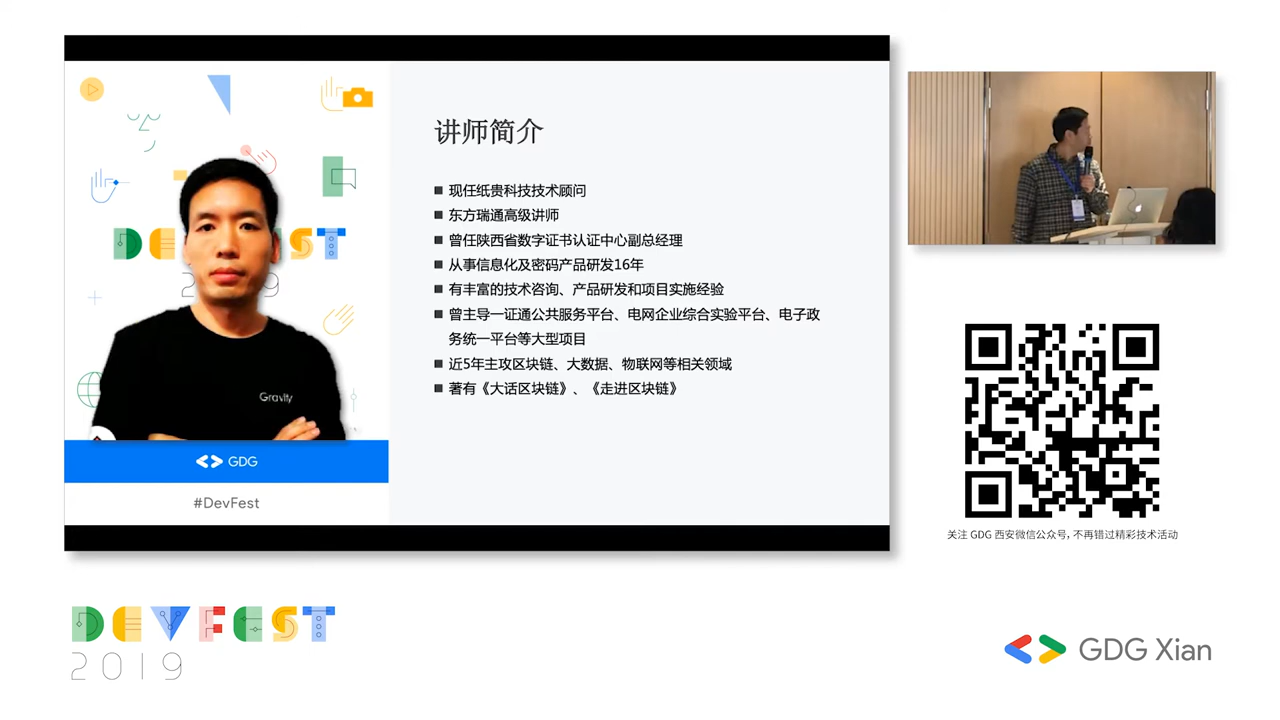 DEVFEST
2019
Gravity
GDG
#DevFest
讲师简介
现任纸贵科技技术顾问
东方瑞通高级讲师
曾任陕西省数字证书认证中心副总经理
从事信息化及密码产品研发16年
有丰富的技术咨询、产品研发和项目实施经验
曾主导一证通公共服务平台、电网企业综合实验平台、电子政
务统一平台等大型项目
近5年主攻区块链、大数据、物联网等相关领域
著有《大话区块链》、《走进区块链》
关注 GDG 西安微信公众号, 不再错过精彩技术活动
DEVFEST
2019
GDG Xian